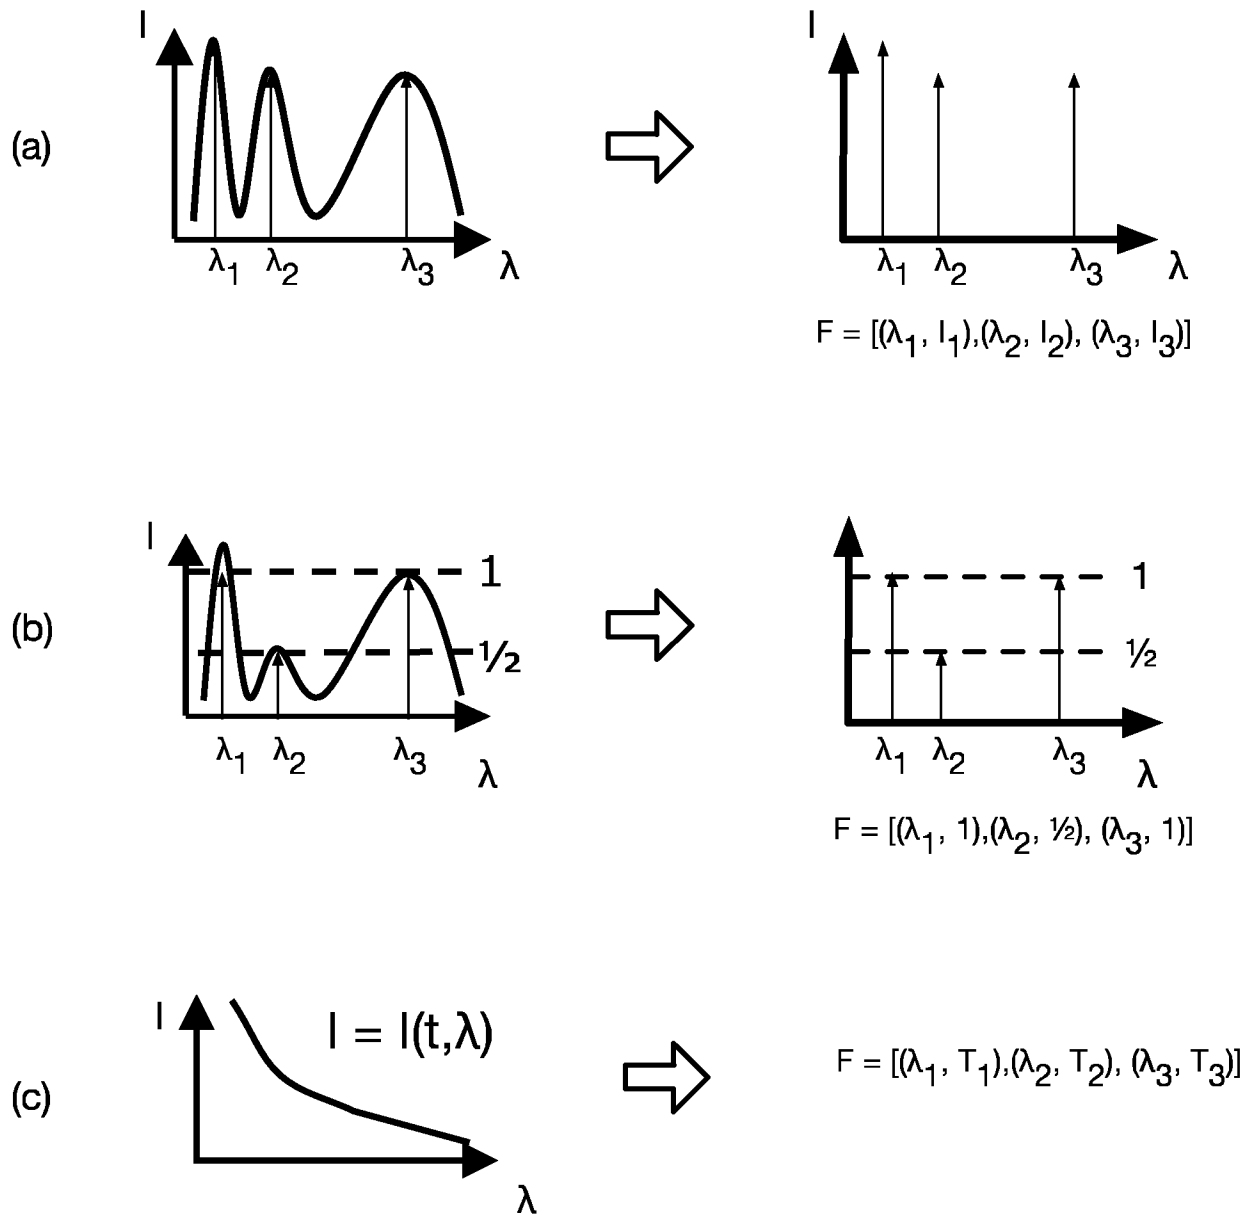 (a)
I
λ1 λ2 λ3 λ
I
λ1 λ2 λ3 λ
F = [(λ1, I1),(λ2, I2), (λ3, I3)]
(b)
I
1
½
λ1 λ2 λ3 λ
1
½
λ1 λ2 λ3 λ
F = [(λ1, 1),(λ2, ½), (λ3, 1)]
(c)
I
I = I(t,λ)
λ
F = [(λ1, T1),(λ2, T2), (λ3, T3)]